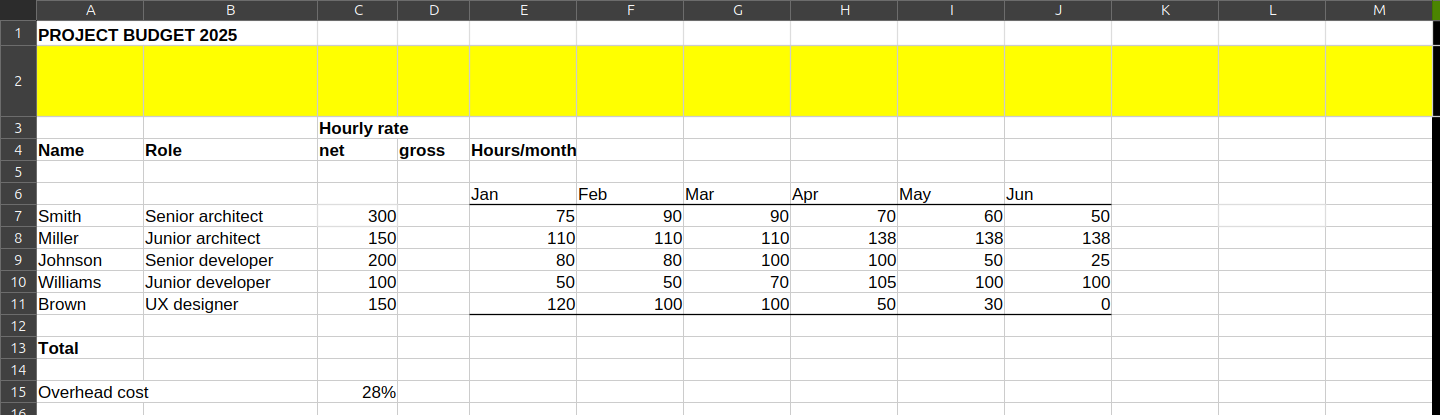 A B C D E F G H I J K L M
1 PROJECT BUDGET 2025
2
3 Hourly rate
4 Name Role net gross Hours/month
5
6 Jan Feb Mar Apr May Jun
7 Smith Senior architect 300 75 90 90 70 60 50
8 Miller Junior architect 150 110 110 110 138 138 138
9 Johnson Senior developer 200 80 80 100 100 50 25
10 Williams Junior developer 100 50 50 70 105 100 100
11 Brown UX designer 150 120 100 100 50 30 0
12
13 Total
14
15 Overhead cost 28%
16